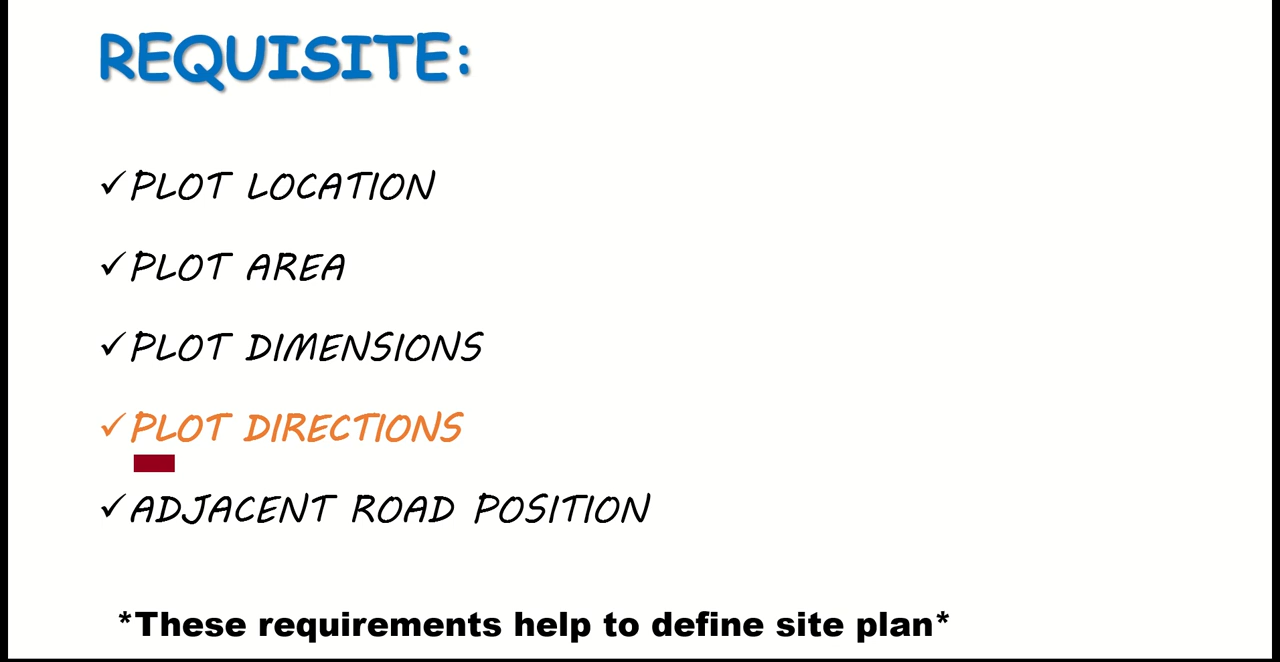 REQUISITE:
✓PLOT LOCATION
✓PLOT AREA
✓PLOT DIMENSIONS
✓PLOT DIRECTIONS
✓ADJACENT ROAD POSITION
*These requirements help to define site plan*